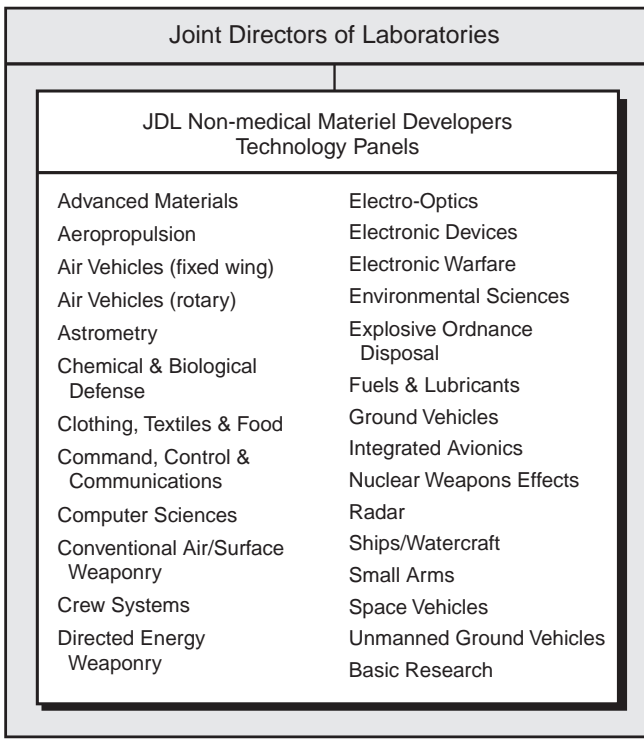 Joint Directors of Laboratories
JDL Non-medical Materiel Developers
Technology Panels
Advanced Materials
Aeropropulsion
Air Vehicles (fixed wing)
Air Vehicles (rotary)
Astrometry
Chemical & Biological
Defense
Clothing, Textiles & Food
Command, Control &
Communications
Computer Sciences
Conventional Air/Surface
Weaponry
Crew Systems
Directed Energy
Weaponry
Electro-Optics
Electronic Devices
Electronic Warfare
Environmental Sciences
Explosive Ordnance
Disposal
Fuels & Lubricants
Ground Vehicles
Integrated Avionics
Nuclear Weapons Effects
Radar
Ships/Watercraft
Small Arms
Space Vehicles
Unmanned Ground Vehicles
Basic Research